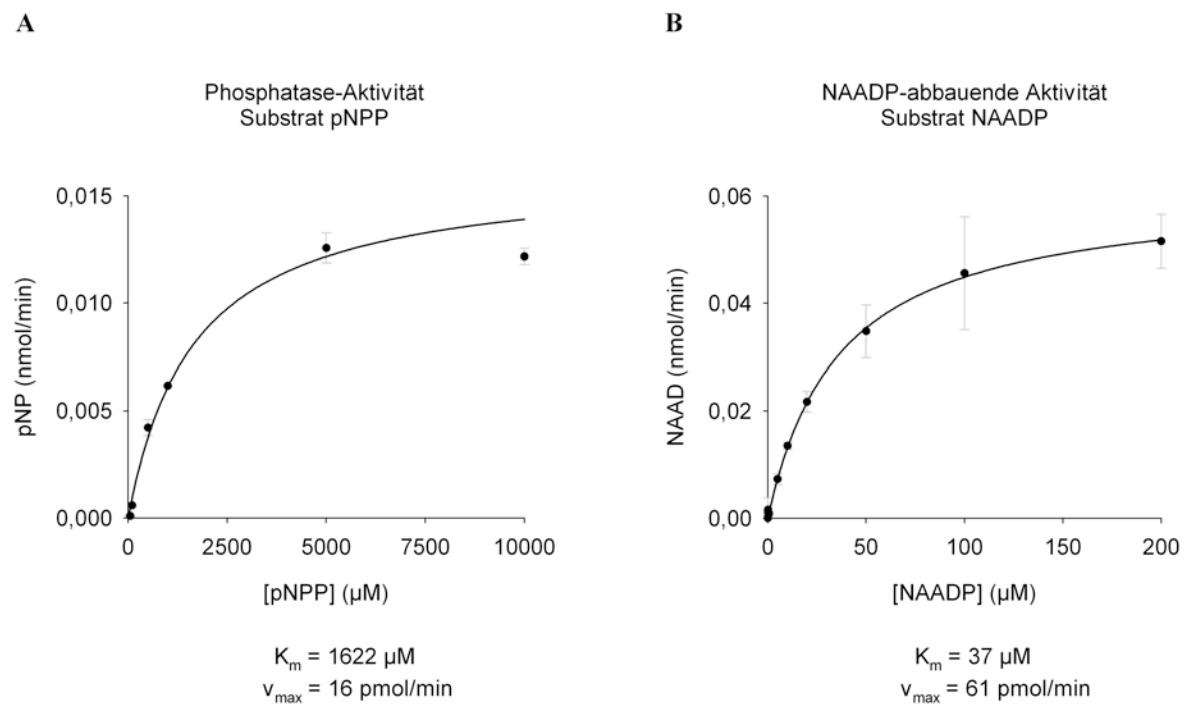 A
Phosphatase-Aktivität
Substrat pNPP
pNP (nmol/min)
0,015
0,010
0,005
0,000
0 2500 5000 7500 10000
[pNPP] (µM)
K_m = 1622 µM
v_max = 16 pmol/min
B
NAADP-abbauende Aktivität
Substrat NAADP
NAAD (nmol/min)
0,06
0,04
0,02
0,00
0 50 100 150 200
[NAADP] (µM)
K_m = 37 µM
v_max = 61 pmol/min